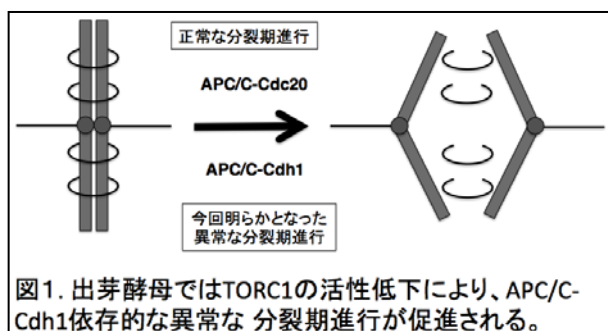 正常な分裂期進行
APC/C-Cdc20
APC/C-Cdh1
今回明らかとなった
異常な分裂期進行
図1. 出芽酵母ではTORC1の活性低下により、APC/C-
Cdh1依存的な異常な 分裂期進行が促進される。